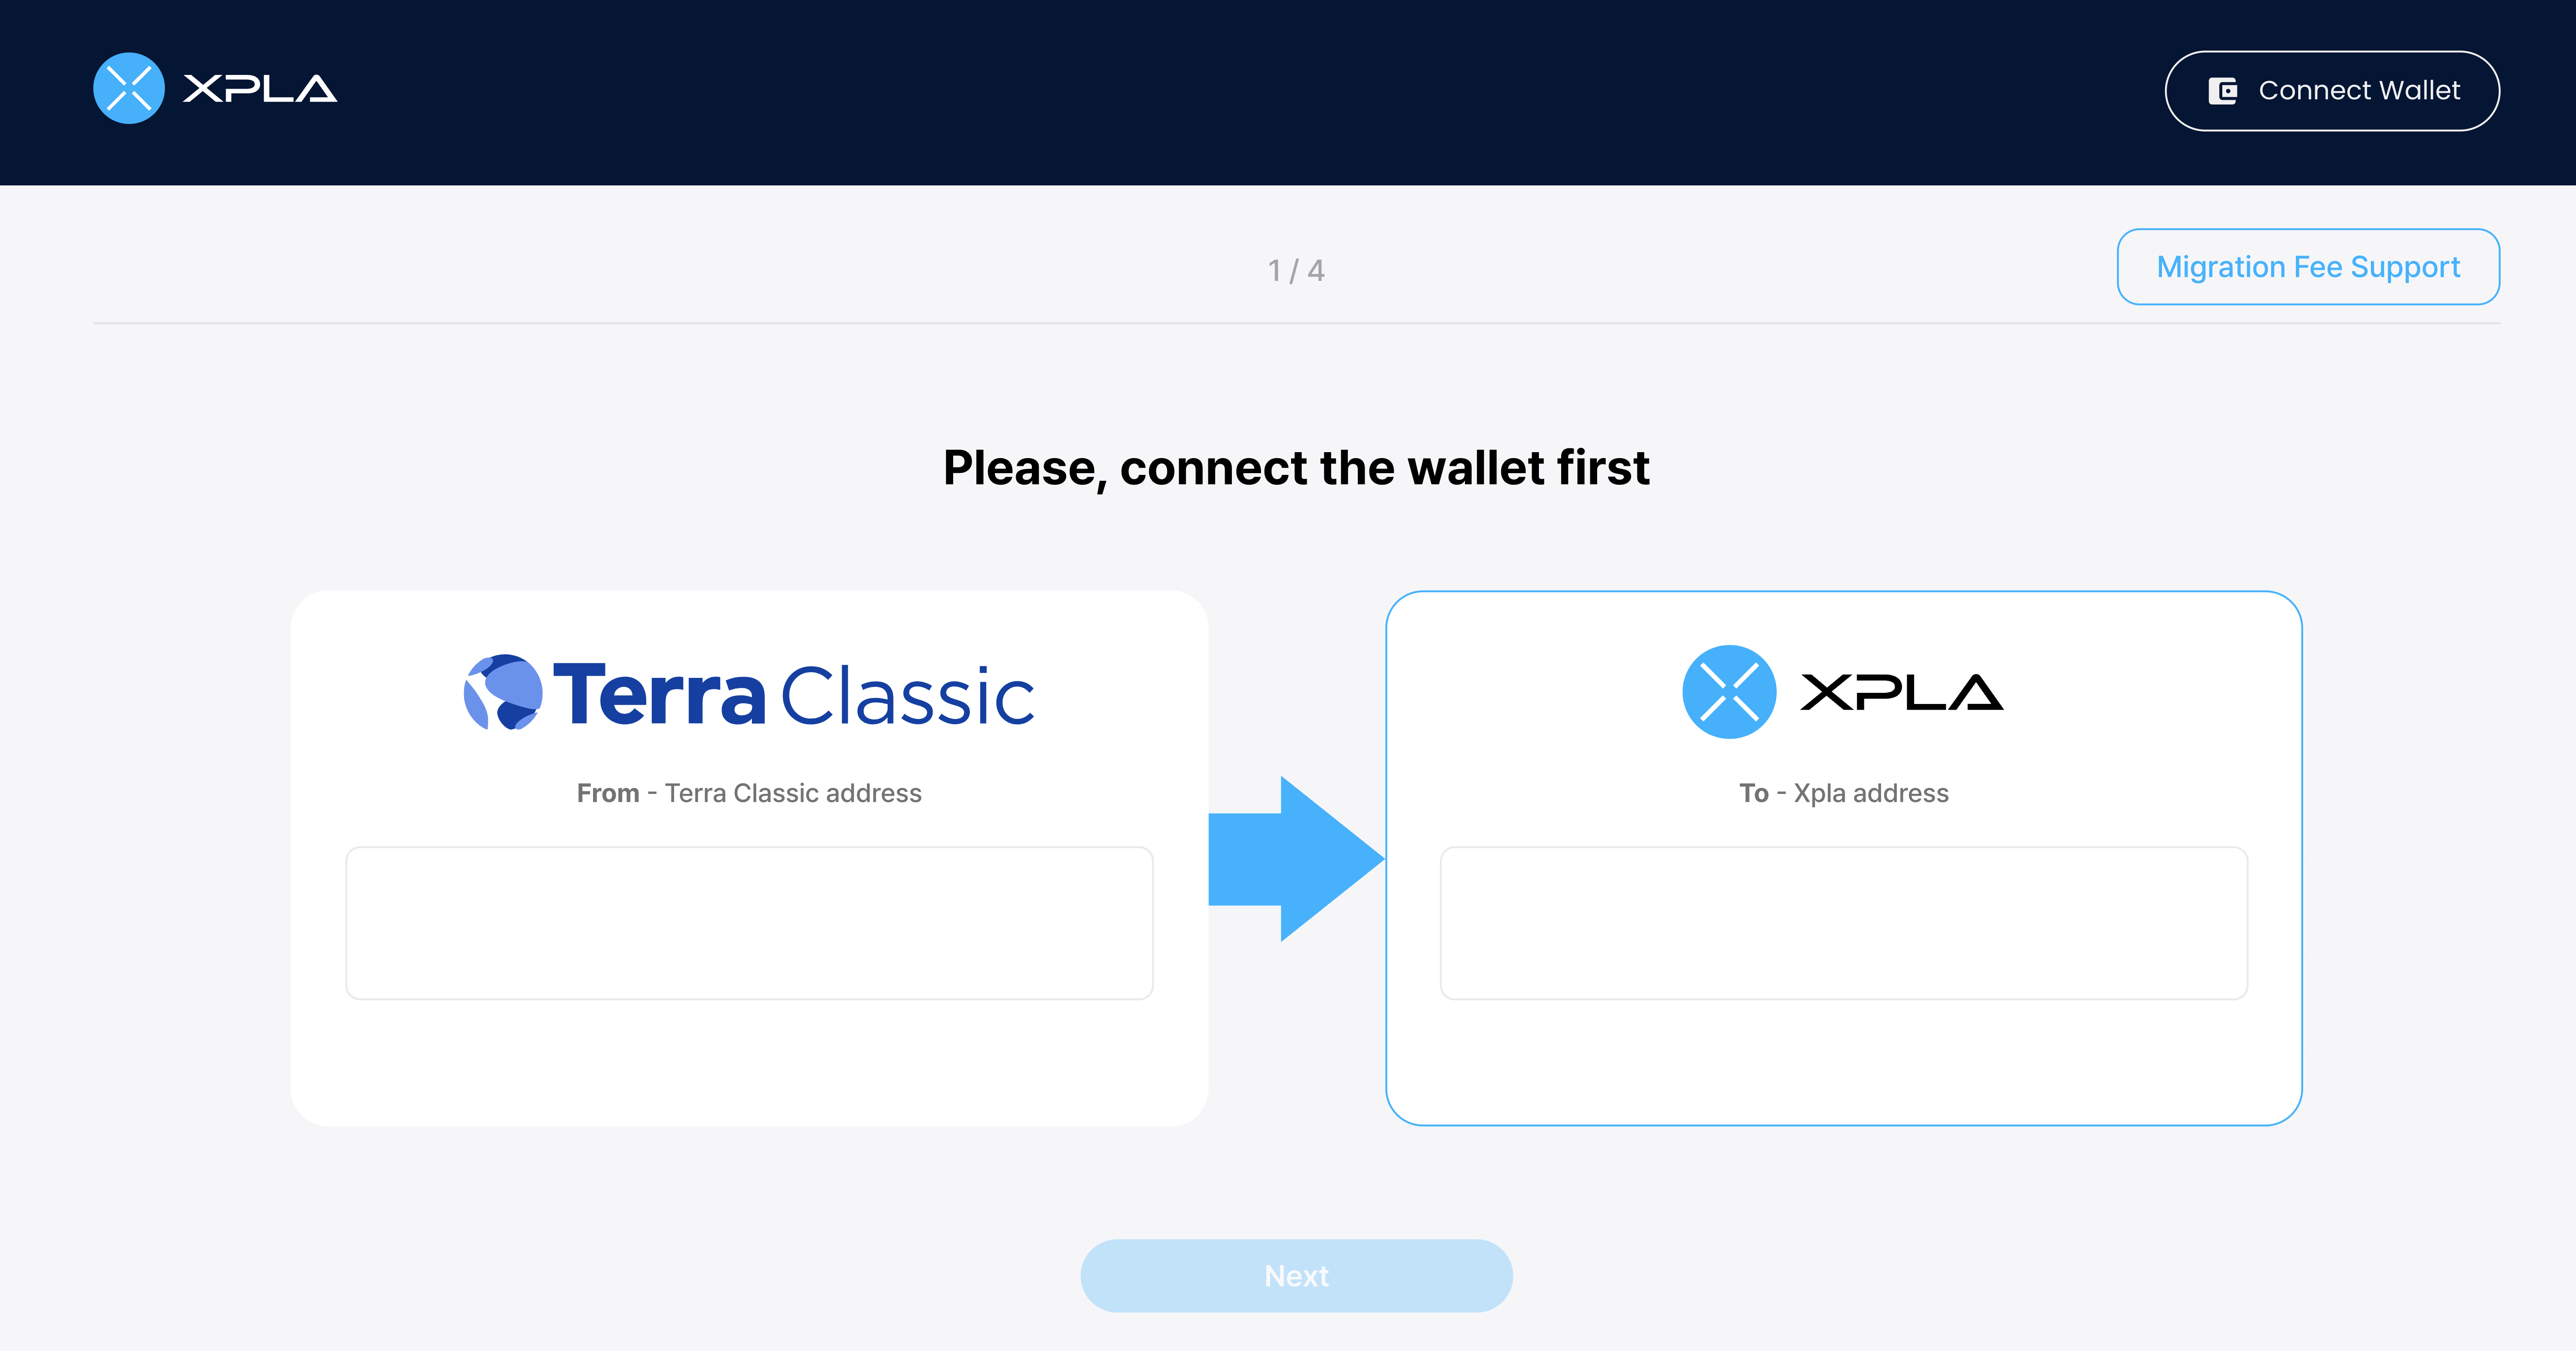 XPLA
Connect Wallet
1 / 4
Migration Fee Support
Please, connect the wallet first
Terra Classic
From - Terra Classic address
XPLA
To - Xpla address
Next